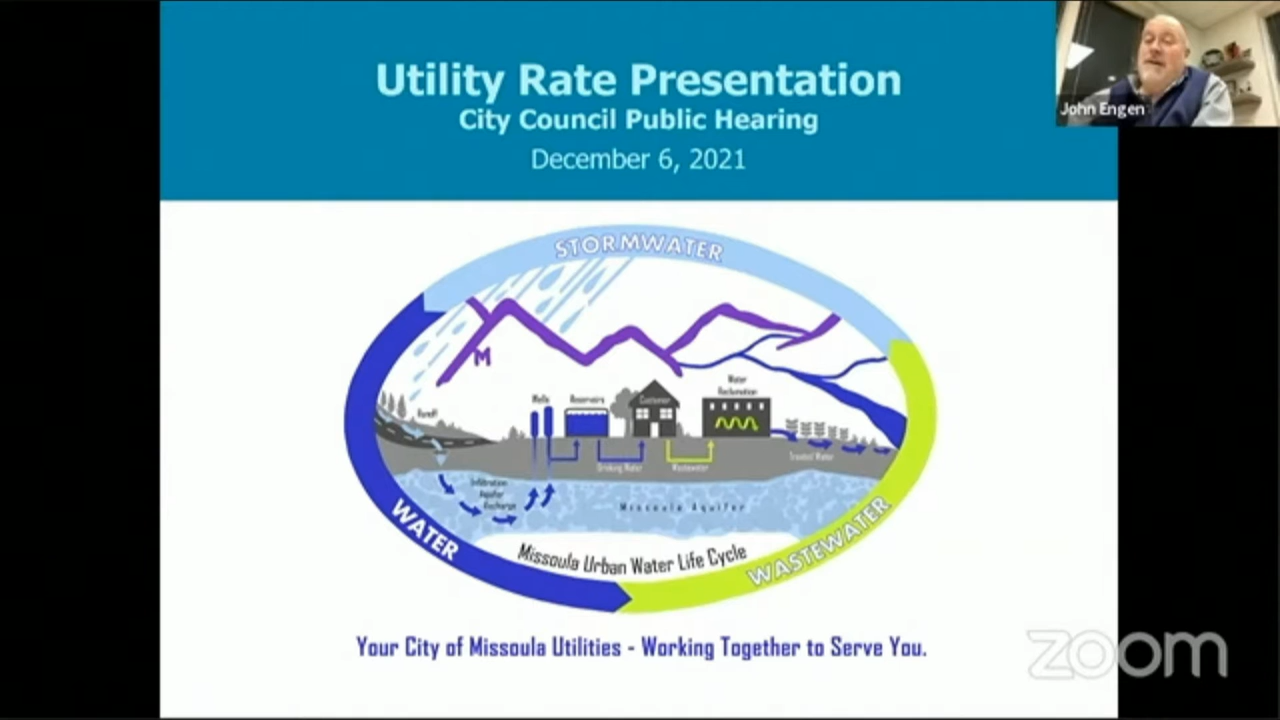 Utility Rate Presentation
City Council Public Hearing
December 6, 2021
John Engen
STORMWATER
M
Runoff
Wells
Reservoirs
Customer
Water
Reclamation
Drinking Water
Wastewater
Treated Water
Infiltration
Aquifer
Recharge
Missoula Aquifer
WATER
WASTEWATER
Missoula Urban Water Life Cycle
Your City of Missoula Utilities - Working Together to Serve You.
zoom